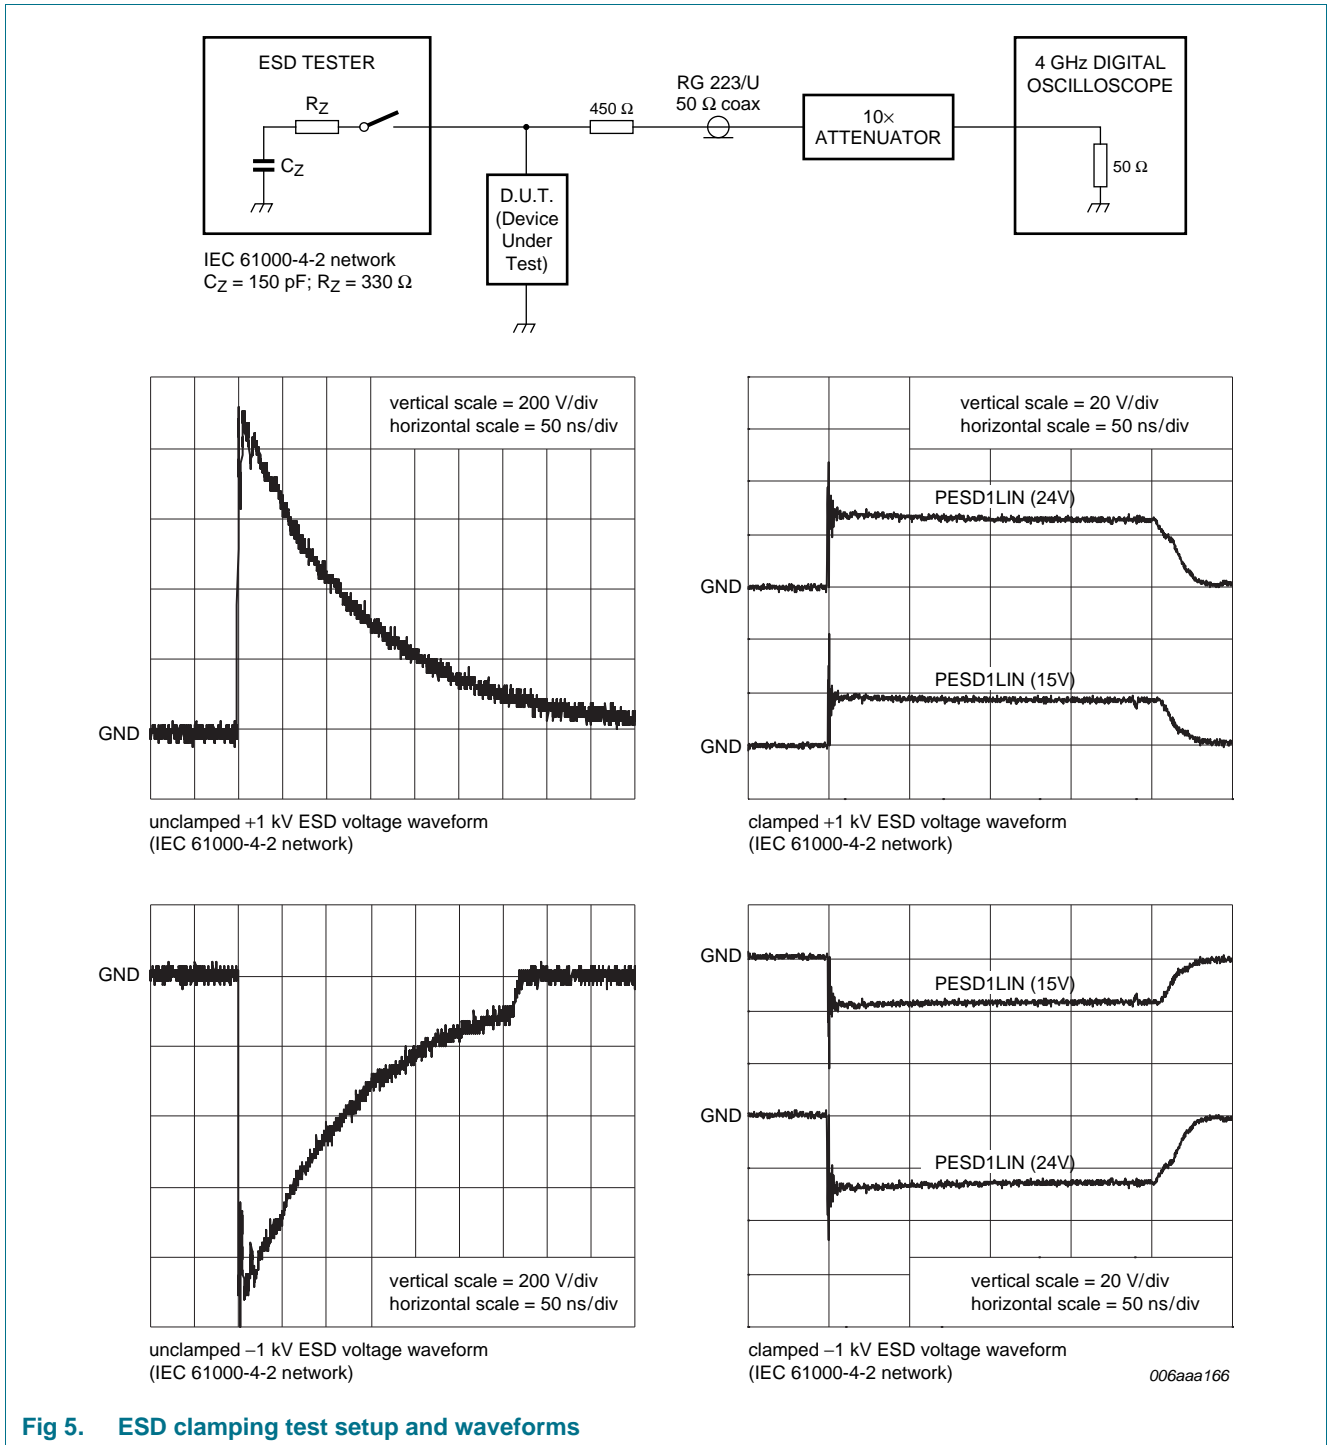 ESD TESTER
RZ
CZ
IEC 61000-4-2 network
CZ = 150 pF; RZ = 330 Ω
D.U.T.
(Device
Under
Test)
450 Ω
RG 223/U
50 Ω coax
10×
ATTENUATOR
4 GHz DIGITAL
OSCILLOSCOPE
50 Ω
vertical scale = 200 V/div
horizontal scale = 50 ns/div
GND
unclamped +1 kV ESD voltage waveform
(IEC 61000-4-2 network)
vertical scale = 20 V/div
horizontal scale = 50 ns/div
PESD1LIN (24V)
GND
PESD1LIN (15V)
GND
clamped +1 kV ESD voltage waveform
(IEC 61000-4-2 network)
GND
vertical scale = 200 V/div
horizontal scale = 50 ns/div
unclamped −1 kV ESD voltage waveform
(IEC 61000-4-2 network)
GND
PESD1LIN (15V)
GND
PESD1LIN (24V)
vertical scale = 20 V/div
horizontal scale = 50 ns/div
clamped −1 kV ESD voltage waveform
(IEC 61000-4-2 network)
006aaa166
Fig 5. ESD clamping test setup and waveforms